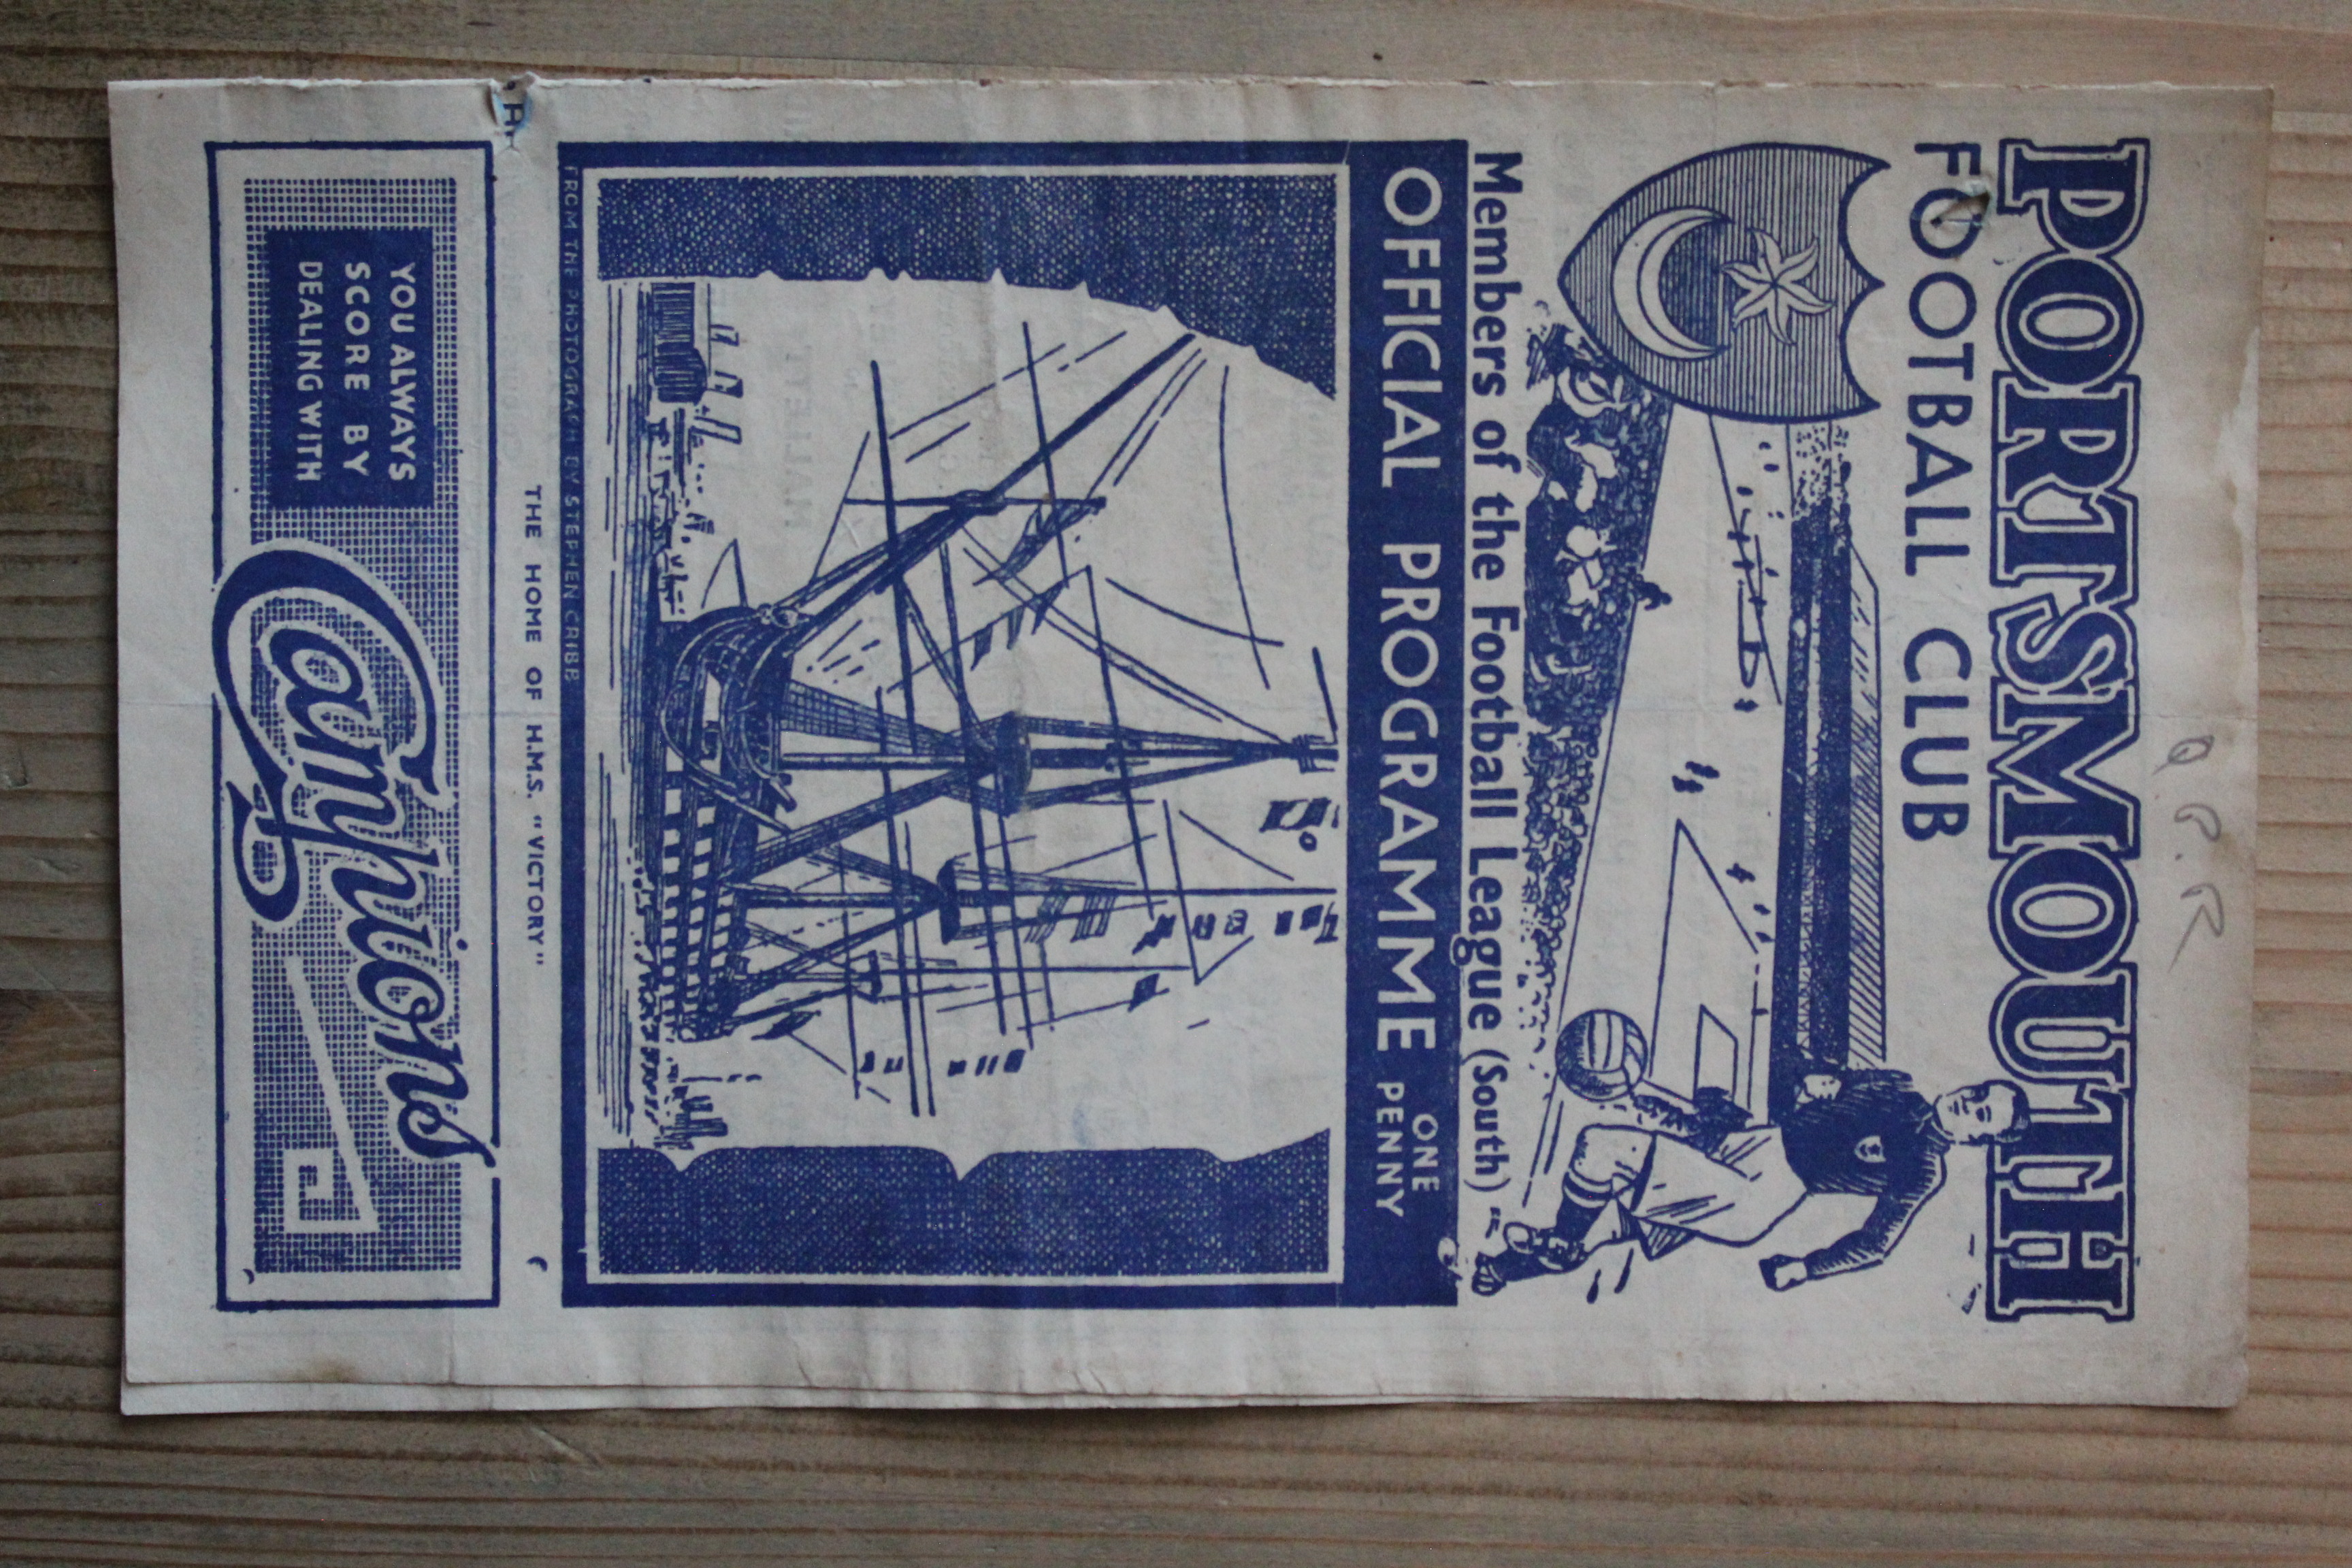 Q.P.R
PORTSMOUTH
FOOTBALL CLUB
Members of the Football League (South)
OFFICIAL PROGRAMME
ONE
PENNY
FROM THE PHOTOGRAPH BY STEPHEN CRIBB
THE HOME OF H.M.S. "VICTORY"
YOU ALWAYS
SCORE BY
DEALING WITH
Campions